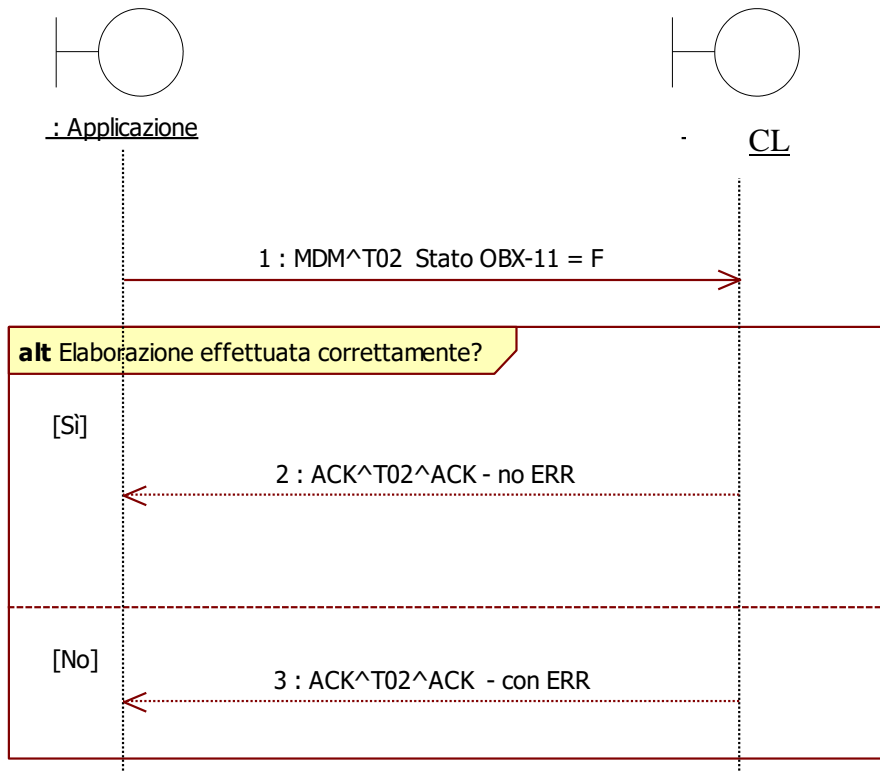 : Applicazione
- CL
1 : MDM^T02 Stato OBX-11 = F
alt Elaborazione effettuata correttamente?
[Sì]
2 : ACK^T02^ACK - no ERR
[No]
3 : ACK^T02^ACK - con ERR